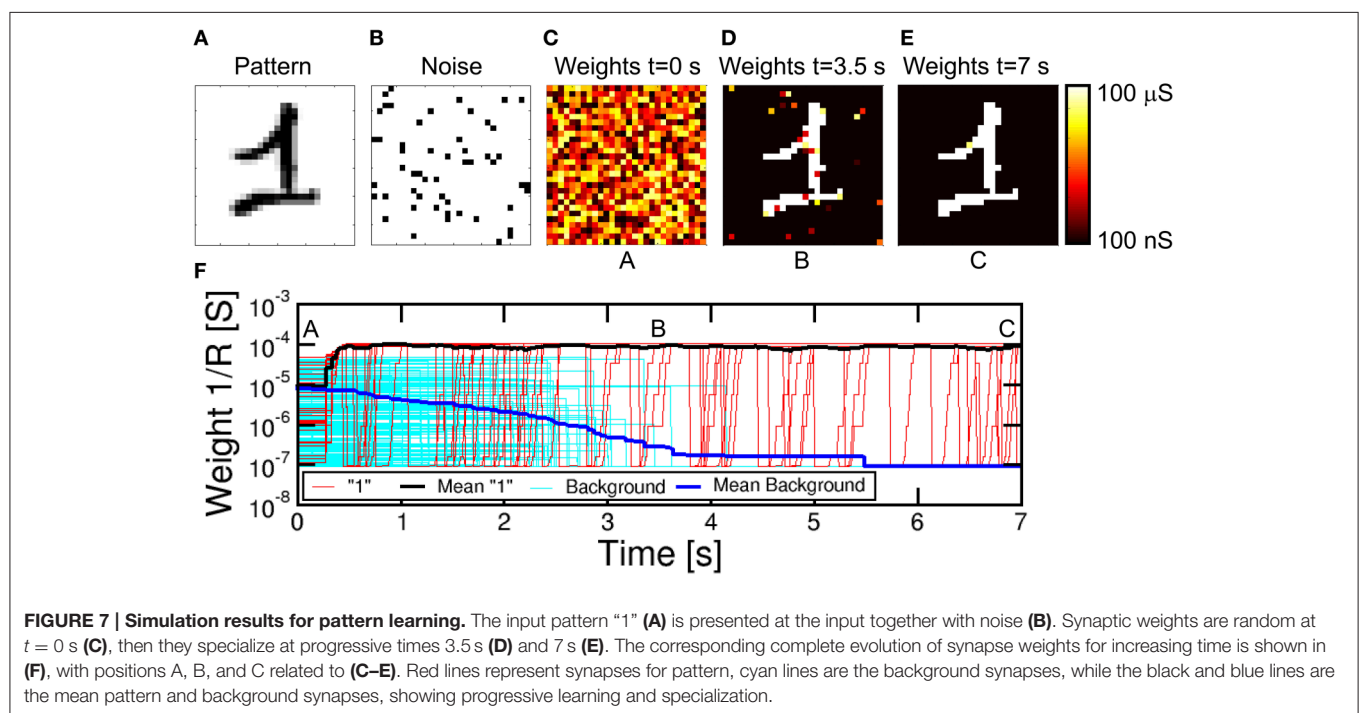 A B C D E
Pattern Noise Weights t=0 s Weights t=3.5 s Weights t=7 s
100 μS
100 nS
A B C
F
Weight 1/R [S]
10⁻³
10⁻⁴
10⁻⁵
10⁻⁶
10⁻⁷
10⁻⁸
A B C
"1" Mean "1" Background Mean Background
0 1 2 3 4 5 6 7
Time [s]
FIGURE 7 | Simulation results for pattern learning. The input pattern “1” (A) is presented at the input together with noise (B). Synaptic weights are random at
t = 0 s (C), then they specialize at progressive times 3.5 s (D) and 7 s (E). The corresponding complete evolution of synapse weights for increasing time is shown in
(F), with positions A, B, and C related to (C–E). Red lines represent synapses for pattern, cyan lines are the background synapses, while the black and blue lines are
the mean pattern and background synapses, showing progressive learning and specialization.